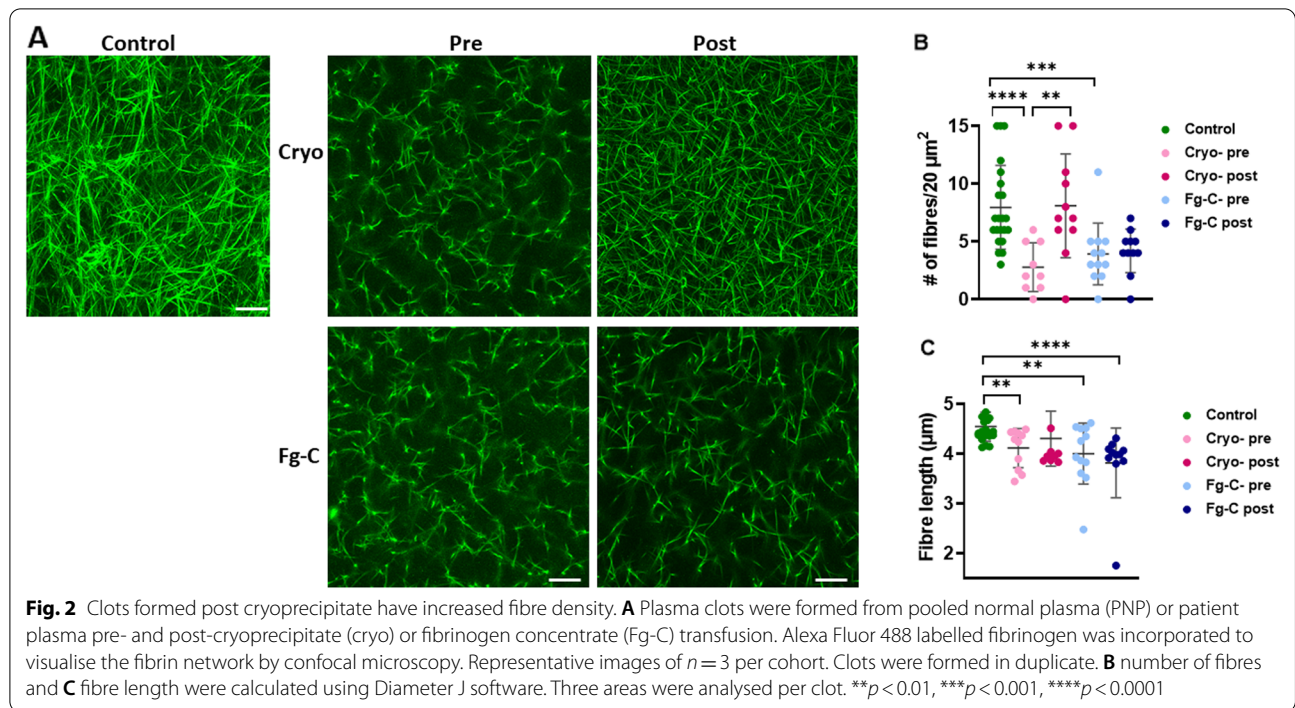 A
Control
Pre
Post
Cryo
Fg-C
B
***
**** **
# of fibres/20 µm²
15
10
5
0
Control
Cryo- pre
Cryo- post
Fg-C- pre
Fg-C post
C
****
**
**
Fibre length (µm)
5
4
3
2
Control
Cryo- pre
Cryo- post
Fg-C- pre
Fg-C post
Fig. 2 Clots formed post cryoprecipitate have increased fibre density. A Plasma clots were formed from pooled normal plasma (PNP) or patient
plasma pre- and post-cryoprecipitate (cryo) or fibrinogen concentrate (Fg-C) transfusion. Alexa Fluor 488 labelled fibrinogen was incorporated to
visualise the fibrin network by confocal microscopy. Representative images of n = 3 per cohort. Clots were formed in duplicate. B number of fibres
and C fibre length were calculated using Diameter J software. Three areas were analysed per clot. **p < 0.01, ***p < 0.001, ****p < 0.0001